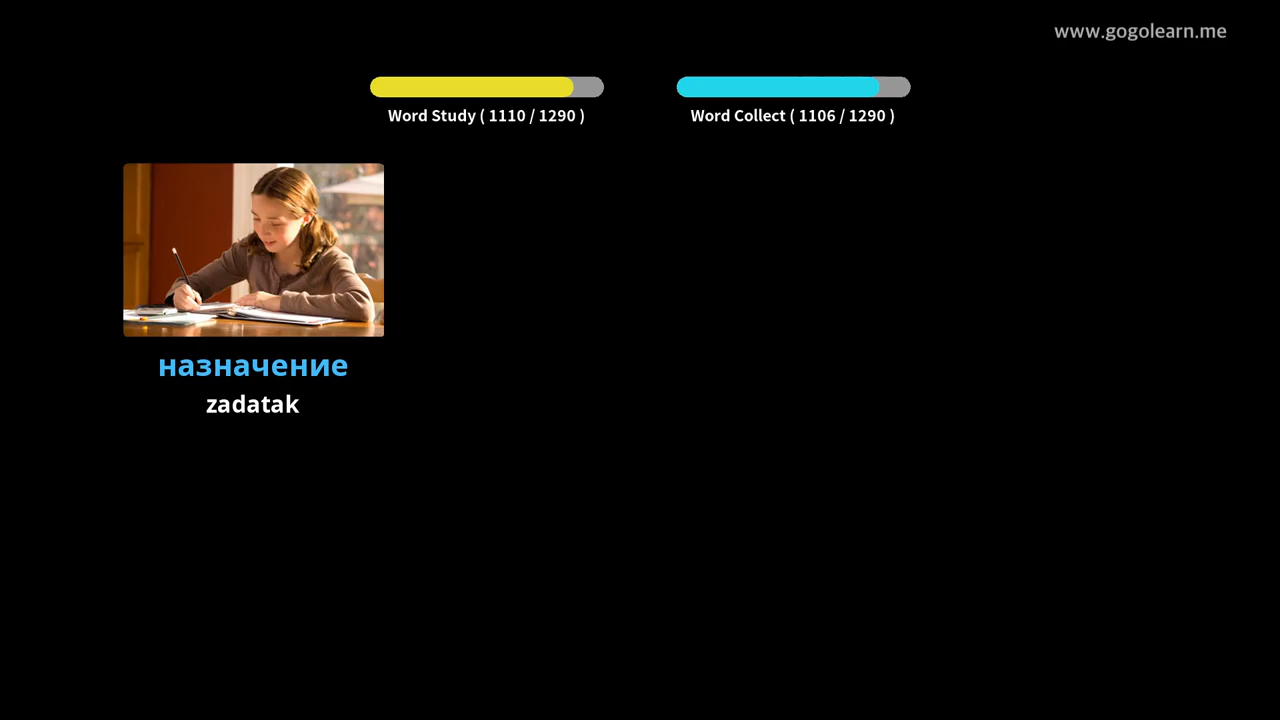 www.gogolearn.me
Word Study ( 1110 / 1290 )
Word Collect ( 1106 / 1290 )
назначение
zadatak